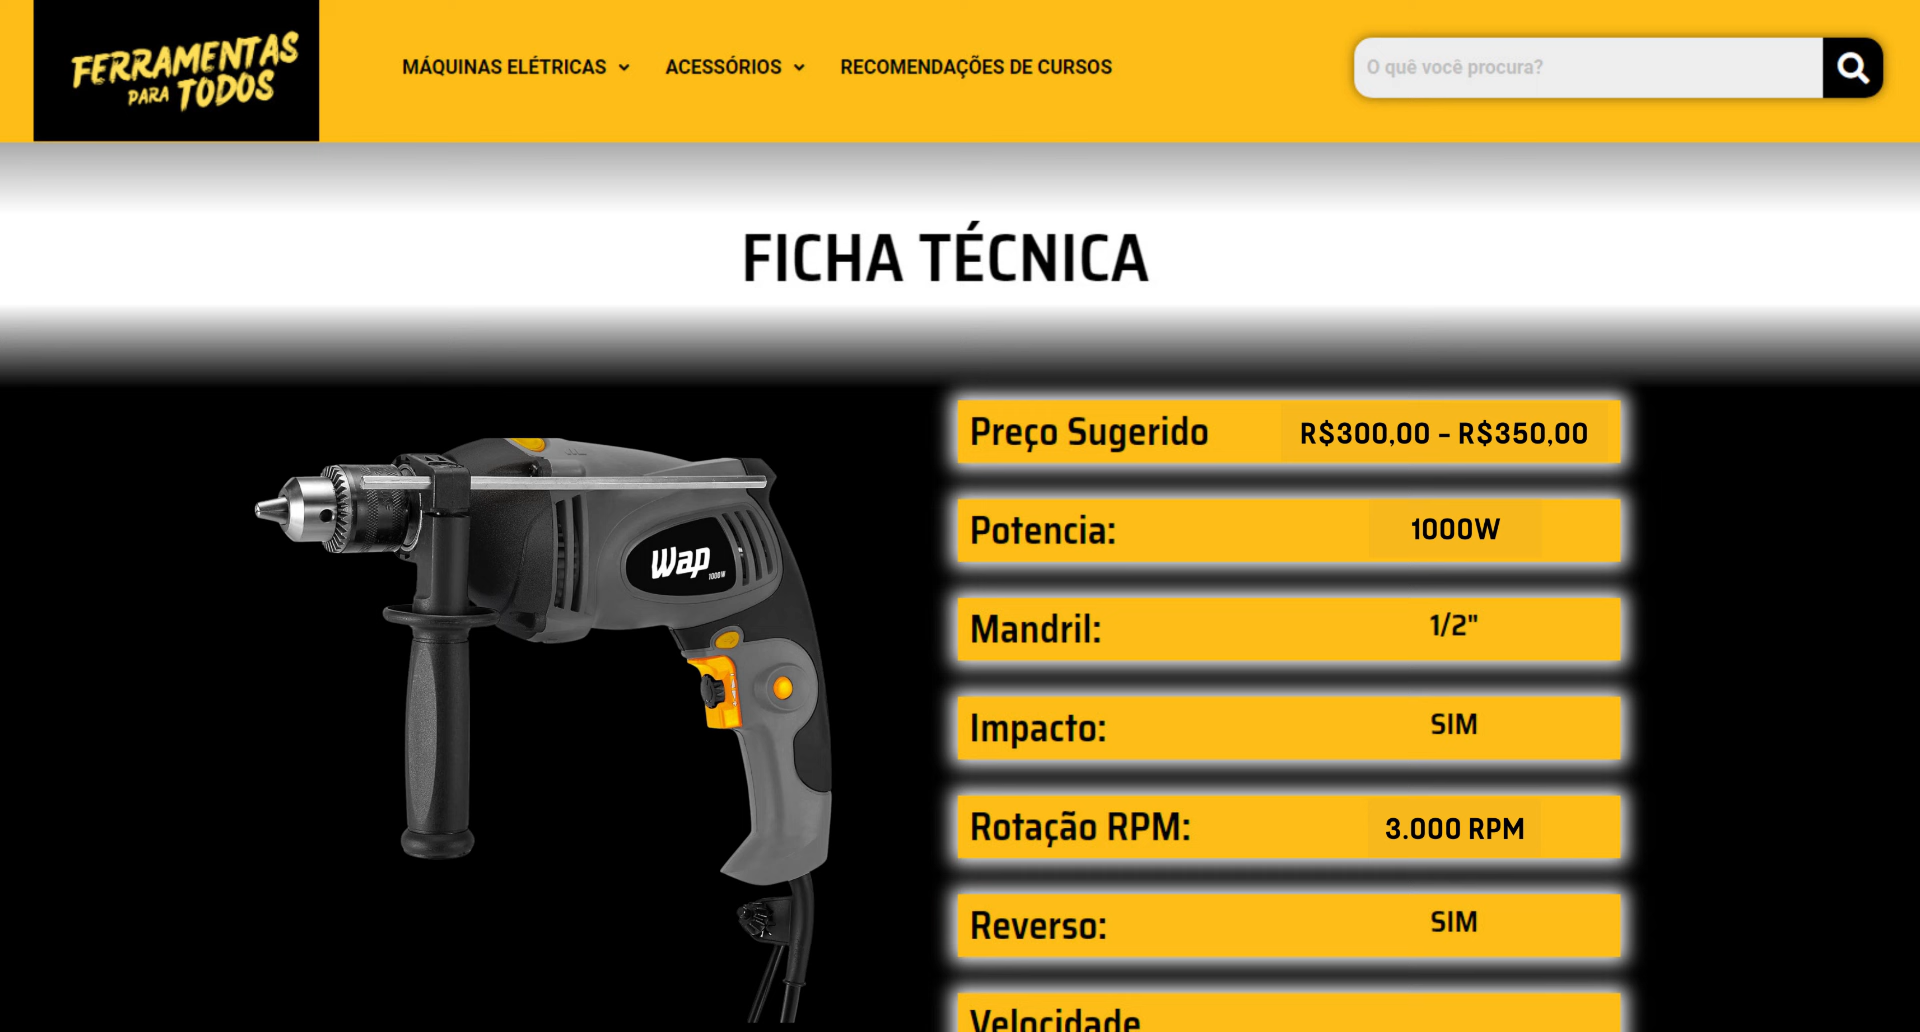 FERRAMENTAS
PARA TODOS
MÁQUINAS ELÉTRICAS
ACESSÓRIOS
RECOMENDAÇÕES DE CURSOS
O quê você procura?
FICHA TÉCNICA
Preço Sugerido R$300,00 - R$350,00
Potencia: 1000W
Mandril: 1/2"
Impacto: SIM
Rotação RPM: 3.000 RPM
Reverso: SIM
Velocidade
Wap
1000W